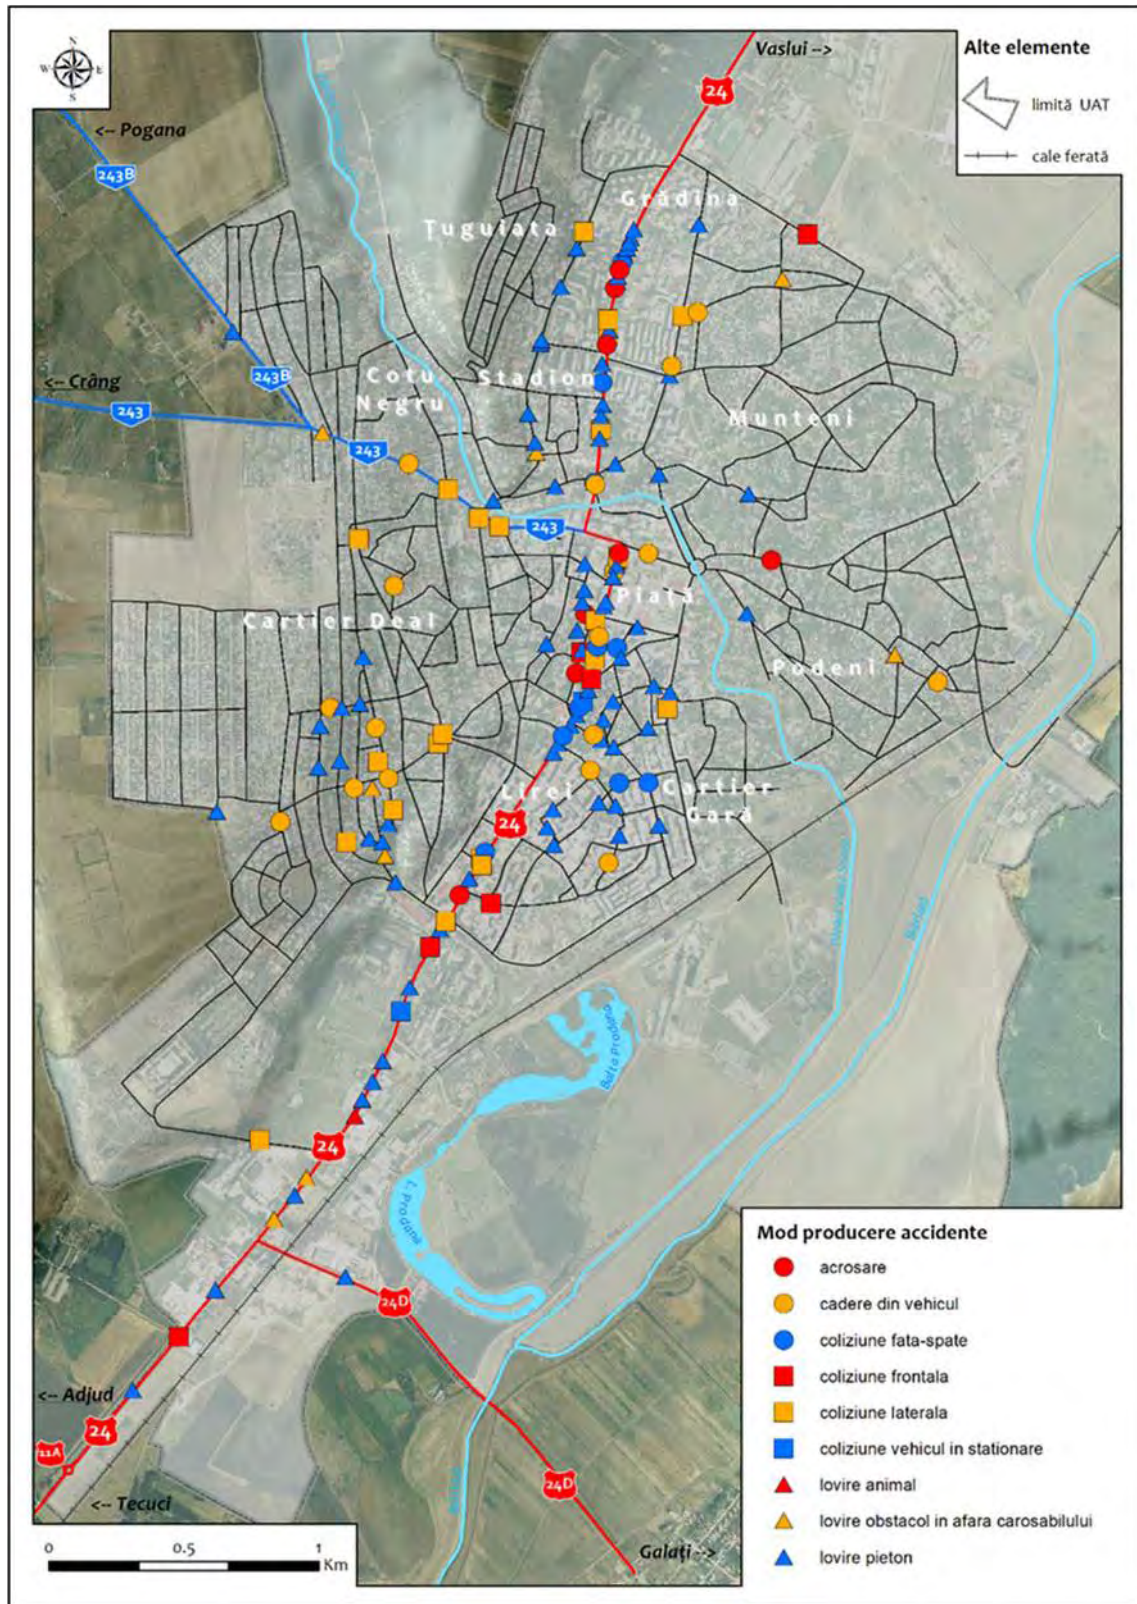 N
W E
S
Vaslui -->
Alte elemente
limită UAT
cale ferată
24
<-- Pogana
243B
Grădina
Țuguiata
243B
<-- Crâng
243
Cotu
Negru
Stadion
Munteni
243
243
Piață
Cartier Deal
Podeni
Lirei
Cartier
Gară
24
Bârlad
Balta Prodana
24
L. Prodana
24D
Mod producere accidente
acrosare
cadere din vehicul
coliziune fata-spate
coliziune frontala
coliziune laterala
coliziune vehicul in stationare
lovire animal
lovire obstacol in afara carosabilului
lovire pieton
<-- Adjud
24
11A
24D
<-- Tecuci
Galați -->
0 0.5 1
Km